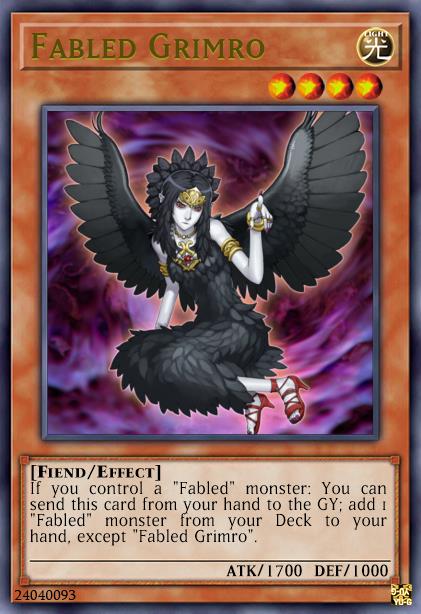 Fabled Grimro
LIGHT
光
[Fiend/Effect]
If you control a "Fabled" monster: You can
send this card from your hand to the GY; add 1
"Fabled" monster from your Deck to your
hand, except "Fabled Grimro".
ATK/1700 DEF/1000
24040093